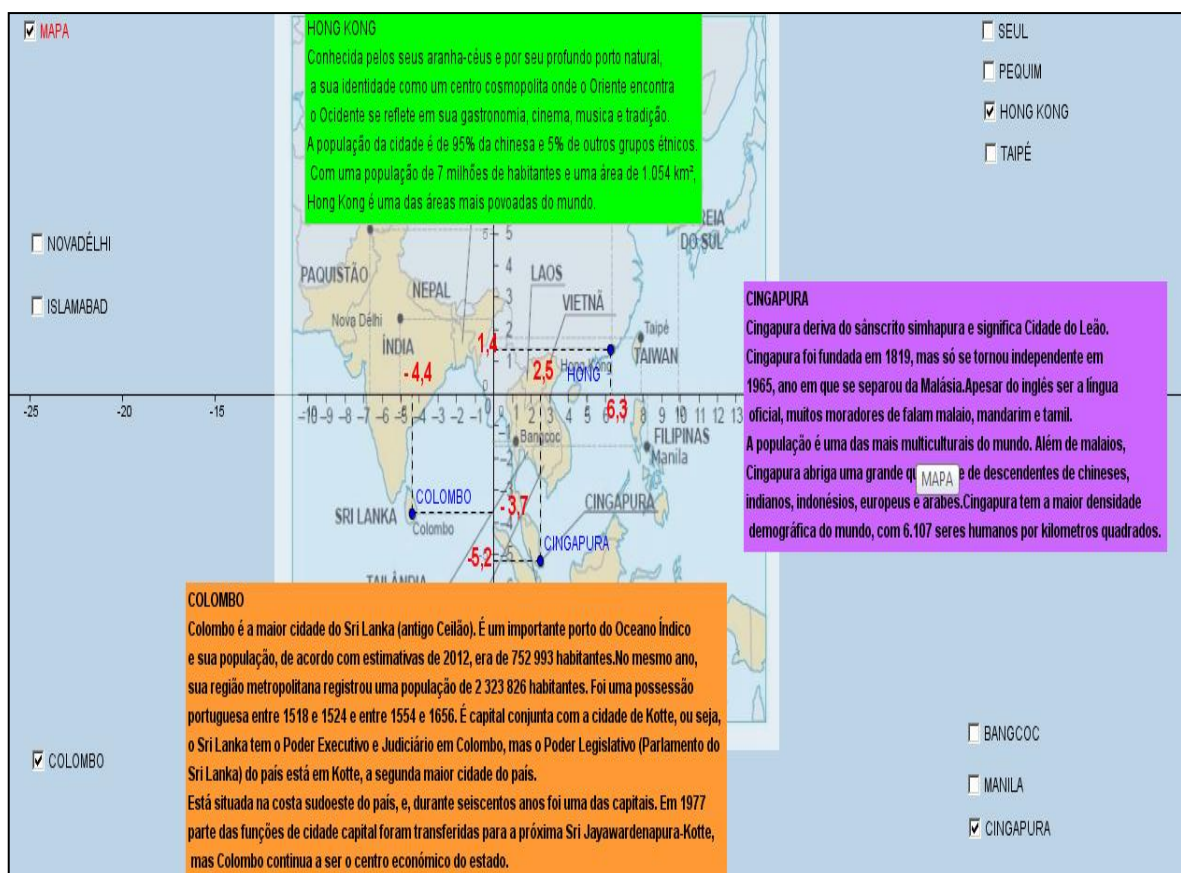 MAPA
HONG KONG
Conhecida pelos seus aranha-céus e por seu profundo porto natural,
a sua identidade como um centro cosmopolita onde o Oriente encontra
o Ocidente se reflete em sua gastronomia, cinema, musica e tradição.
A população da cidade é de 95% da chinesa e 5% de outros grupos étnicos.
Com uma população de 7 milhões de habitantes e uma área de 1.054 km²,
Hong Kong é uma das áreas mais povoadas do mundo.
SEUL
PEQUIM
HONG KONG
TAIPÉ
NOVADÉLHI
ISLAMABAD
5 5
4
3
2
1
0
DO SUL
PAQUISTÃO
NEPAL
LAOS
VIETNÃ
Nova Délhi
ÍNDIA
Taipé
TAIWAN
Hong Kong
HONG
1,4
-4,4
2,5
6,3
-25 -20 -15 -10 -9 -8 -7 -6 -5 -4 -3 -2 -1 0 1 2 3 4 5 6 7 8 9 10 11 12 13
Bangcoc
FILIPINAS
Manila
-1
-2
COLOMBO
SRI LANKA
Colombo
-3,7
CINGAPURA
-5,2
CINGAPURA
TAILÂNDIA
CINGAPURA
Cingapura deriva do sânscrito simhapura e significa Cidade do Leão.
Cingapura foi fundada em 1819, mas só se tornou independente em
1965, ano em que se separou da Malásia.Apesar do inglês ser a língua
oficial, muitos moradores de falam malaio, mandarim e tamil.
A população é uma das mais multiculturais do mundo. Além de malaios,
Cingapura abriga uma grande MAPA de descendentes de chineses,
indianos, indonésios, europeus e árabes.Cingapura tem a maior densidade
demográfica do mundo, com 6.107 seres humanos por kilometros quadrados.
COLOMBO
Colombo é a maior cidade do Sri Lanka (antigo Ceilão). É um importante porto do Oceano Índico
e sua população, de acordo com estimativas de 2012, era de 752 993 habitantes.No mesmo ano,
sua região metropolitana registrou uma população de 2 323 826 habitantes. Foi uma possessão
portuguesa entre 1518 e 1524 e entre 1554 e 1656. É capital conjunta com a cidade de Kotte, ou seja,
o Sri Lanka tem o Poder Executivo e Judiciário em Colombo, mas o Poder Legislativo (Parlamento do
Sri Lanka) do país está em Kotte, a segunda maior cidade do país.
Está situada na costa sudoeste do país, e, durante seiscentos anos foi uma das capitais. Em 1977
parte das funções de cidade capital foram transferidas para a próxima Sri Jayawardenapura-Kotte,
mas Colombo continua a ser o centro económico do estado.
COLOMBO
BANGCOC
MANILA
CINGAPURA